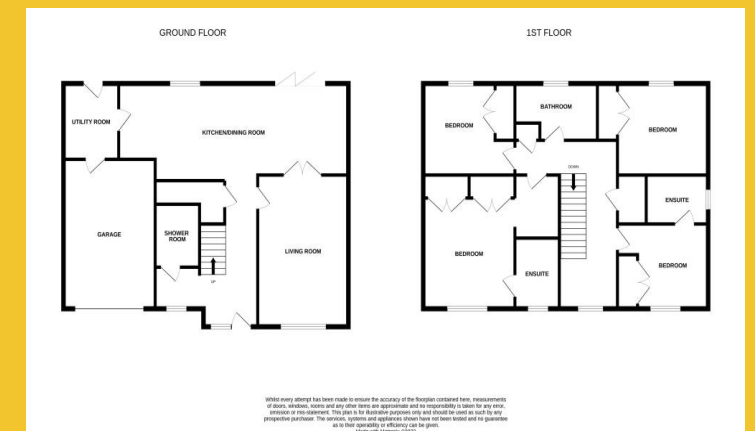 GROUND FLOOR
1ST FLOOR
UTILITY ROOM
KITCHEN/DINING ROOM
GARAGE
SHOWER
ROOM
UP
LIVING ROOM
BEDROOM
BATHROOM
BEDROOM
DOWN
ENSUITE
BEDROOM
ENSUITE
BEDROOM
Whilst every attempt has been made to ensure the accuracy of the floorplan contained here, measurements
of doors, windows, rooms and any other items are approximate and no responsibility is taken for any error,
omission or mis-statement. This plan is for illustrative purposes only and should be used as such by any
prospective purchaser. The services, systems and appliances shown have not been tested and no guarantee
as to their operability or efficiency can be given.
Made with Metropix